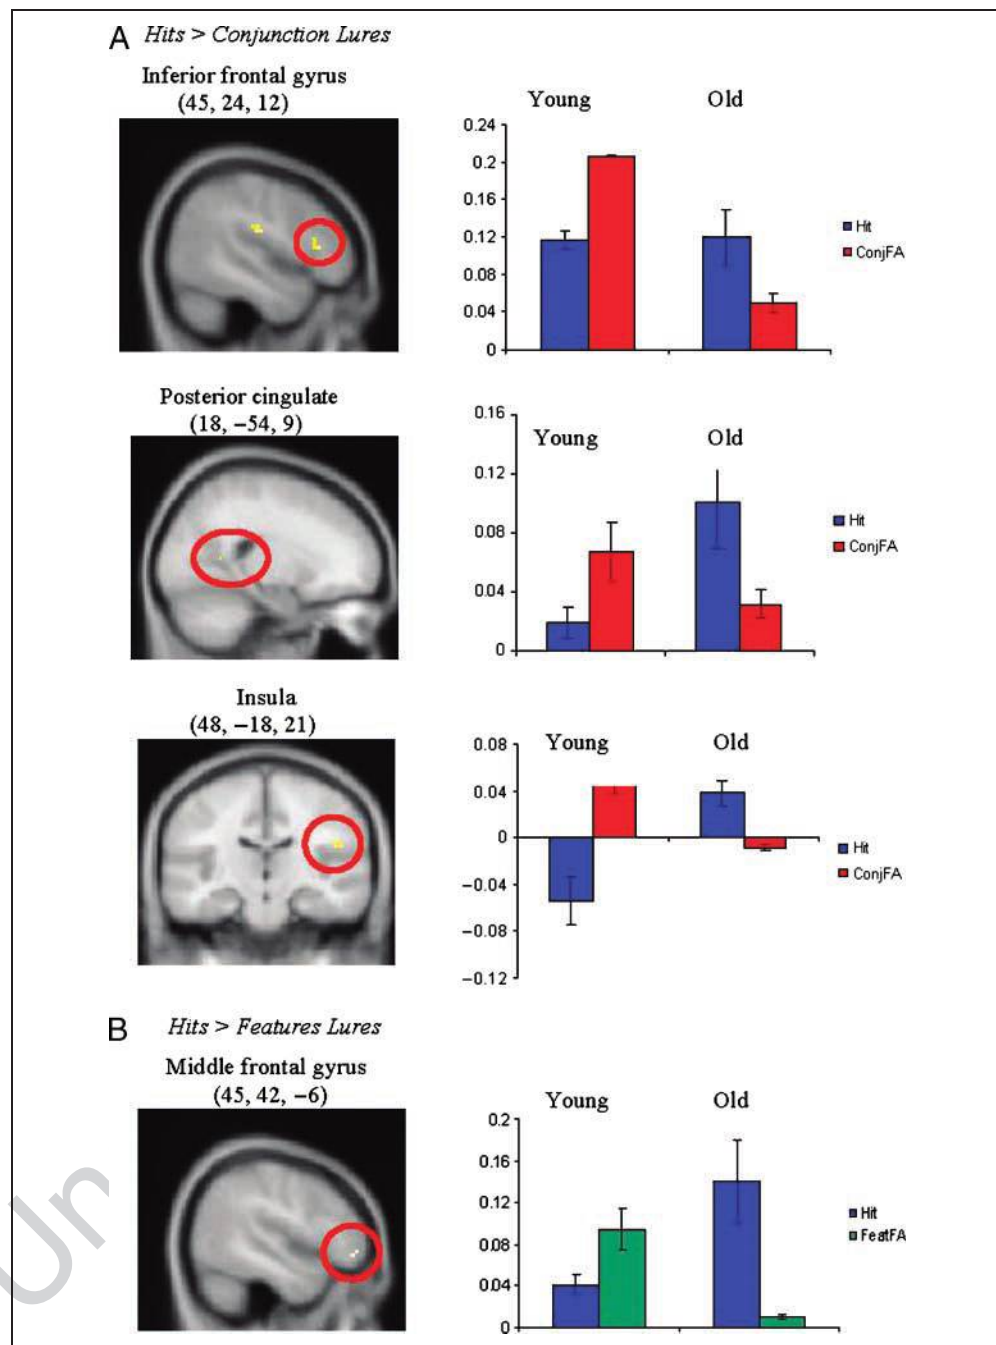 A Hits > Conjunction Lures
Inferior frontal gyrus
(45, 24, 12)
Young Old
0.24
0.2
0.16
0.12
0.08
0.04
0
Hit
ConjFA
Posterior cingulate
(18, −54, 9)
Young Old
0.16
0.12
0.08
0.04
0
Hit
ConjFA
Insula
(48, −18, 21)
Young Old
0.08
0.04
0
−0.04
−0.08
−0.12
Hit
ConjFA
B Hits > Features Lures
Middle frontal gyrus
(45, 42, −6)
Young Old
0.2
0.16
0.12
0.08
0.04
0
Hit
FeatFA
Un